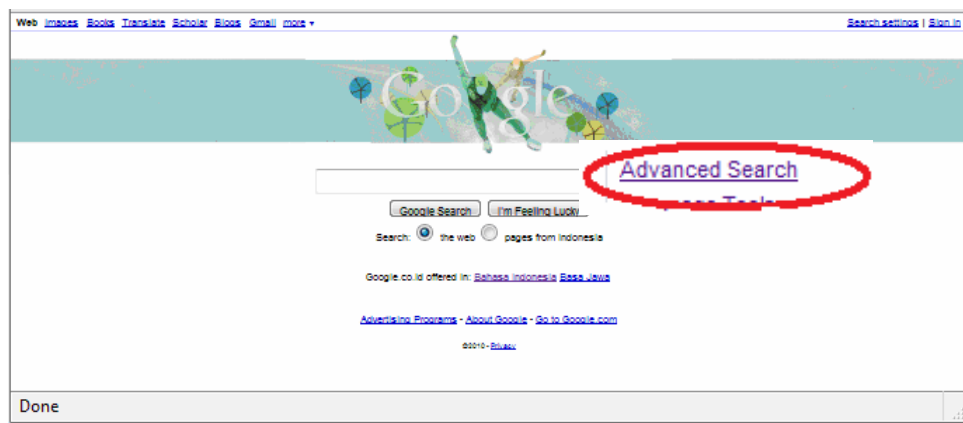 Web Images Books Translate Scholar Blogs Gmail more ▾ Search settings | Sign in
Google
Advanced Search
Google Search I'm Feeling Lucky
Search: the web pages from Indonesia
Google.co.id offered in: Bahasa Indonesia Basa Jawa
Advertising Programs - About Google - Go to Google.com
©2010 - Privacy
Done